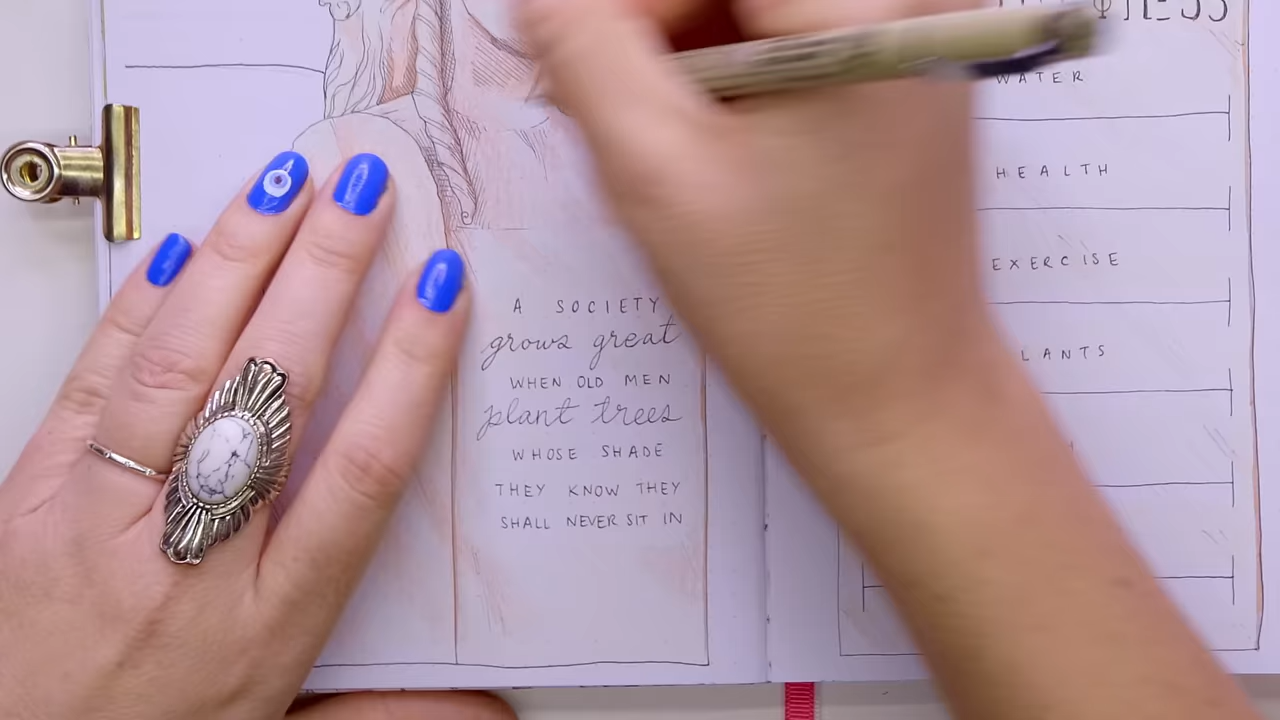 A SOCIETY
grows great
WHEN OLD MEN
plant trees
WHOSE SHADE
THEY KNOW THEY
SHALL NEVER SIT IN
WATER
HEALTH
EXERCISE
LANTS